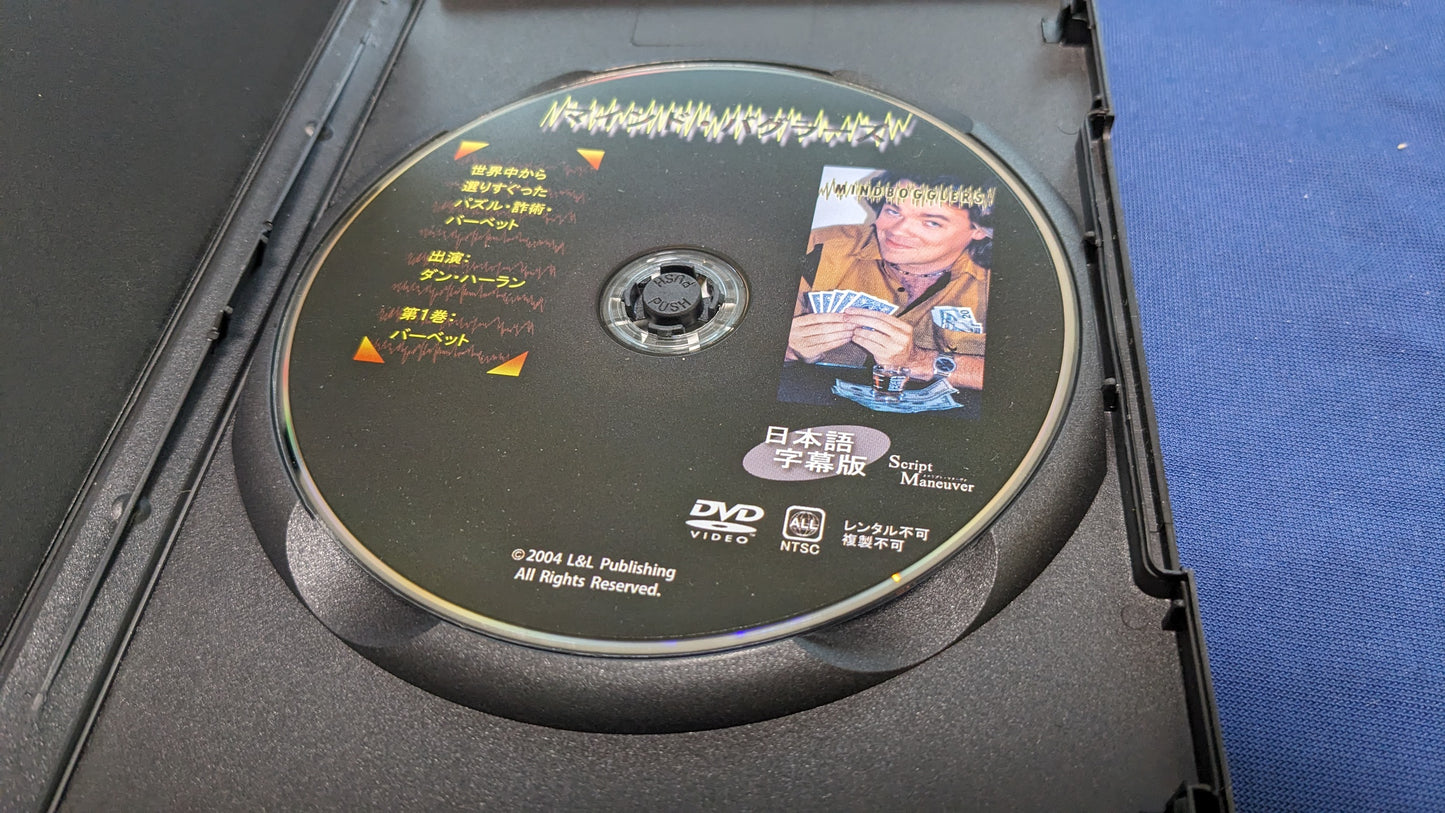 マインド・バグラーズ
世界中から
選りすぐった
パズル・詐術・
バーベット
出演:
ダン・ハーラン
第1巻:
バーベット
MINDBOGGLERS
PUSH
PUSH
日本語
字幕版
Script
Maneuver
DVD
VIDEO™
ALL
NTSC
レンタル不可
複製不可
©2004 L&L Publishing
All Rights Reserved.